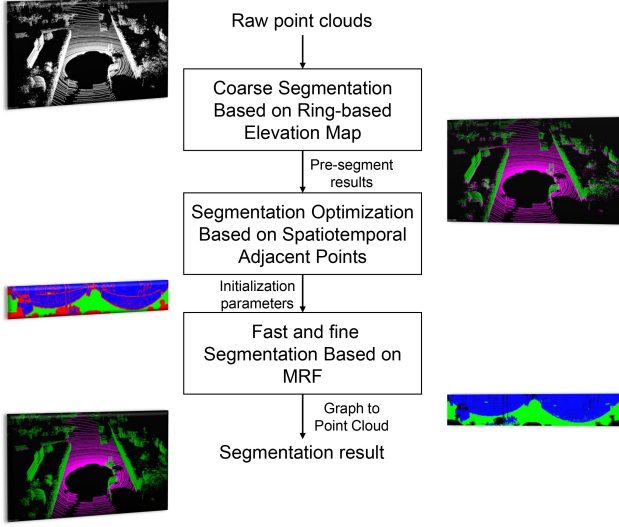 Raw point clouds
Coarse Segmentation
Based on Ring-based
Elevation Map
Pre-segment
results
Segmentation Optimization
Based on Spatiotemporal
Adjacent Points
Initialization
parameters
Fast and fine
Segmentation Based on
MRF
Graph to
Point Cloud
Segmentation result